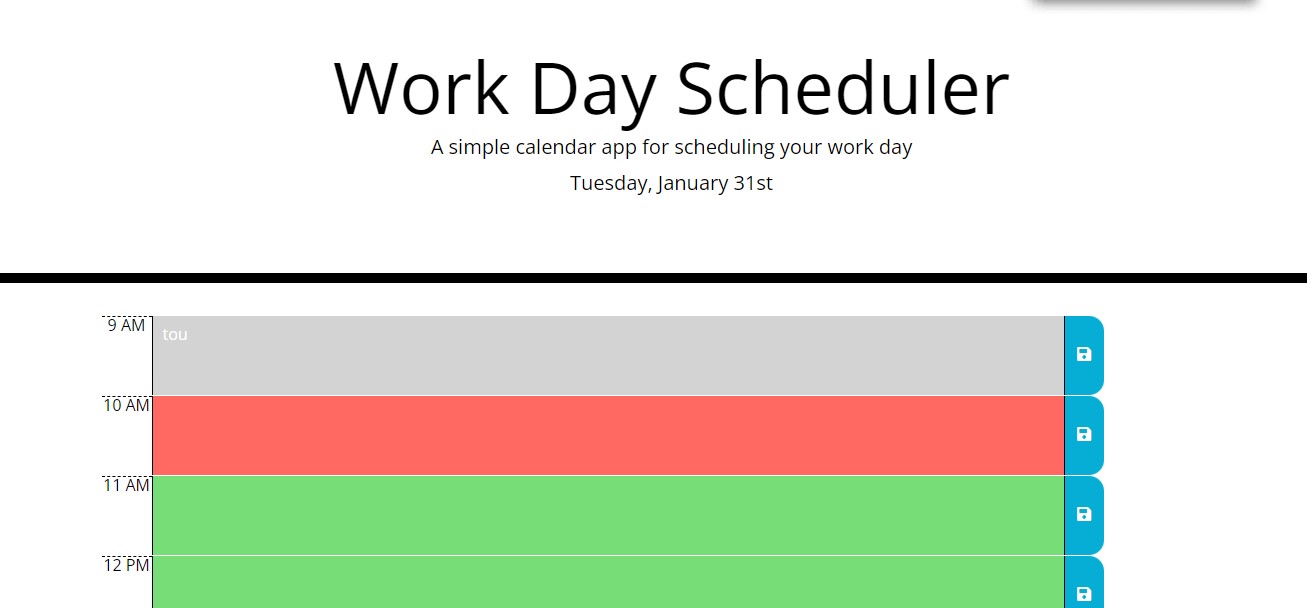 Work Day Scheduler
A simple calendar app for scheduling your work day
Tuesday, January 31st
9 AM
tou
10 AM
11 AM
12 PM